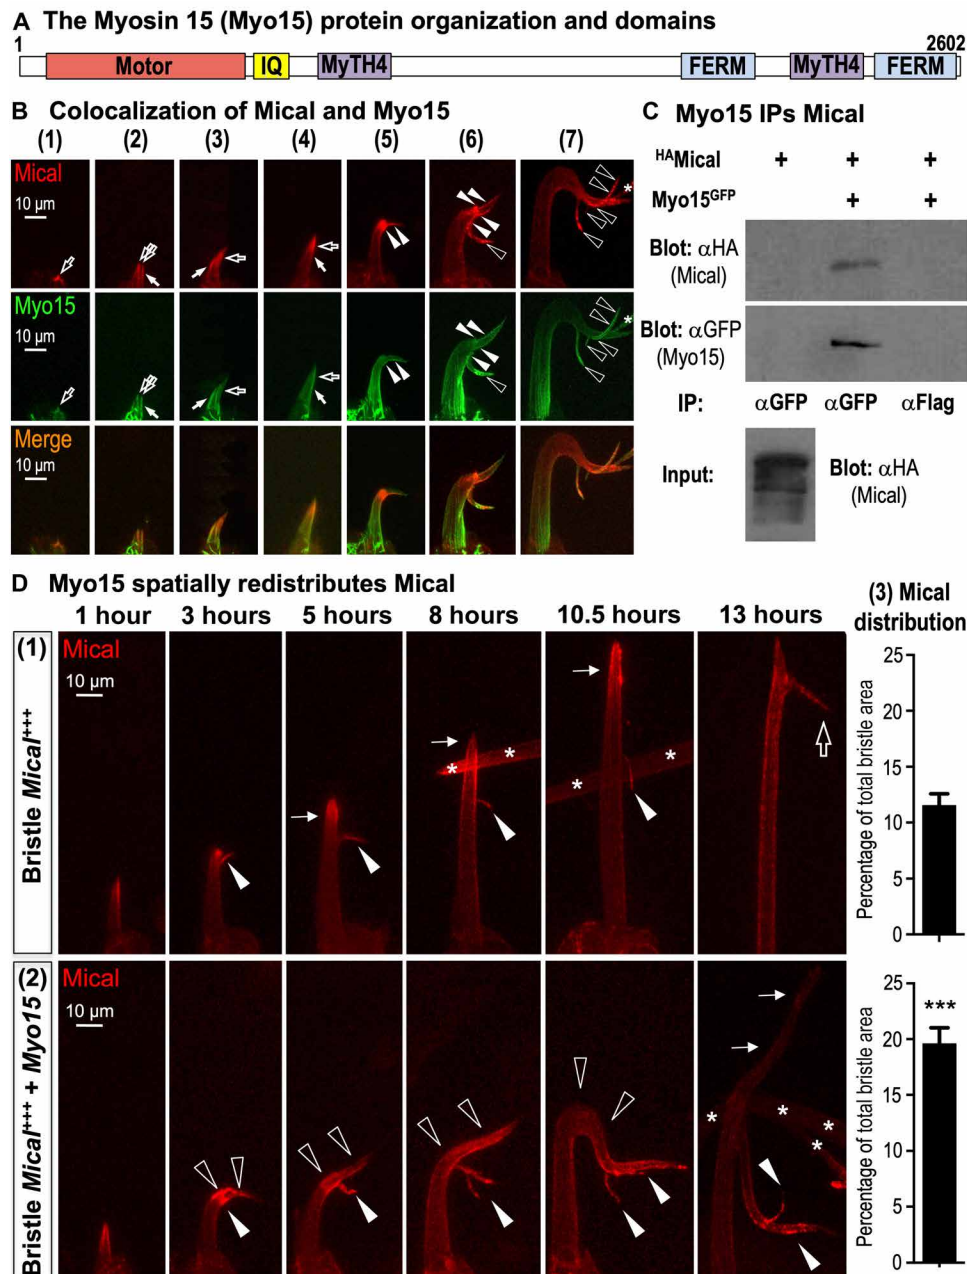 A The Myosin 15 (Myo15) protein organization and domains
1 2602
Motor IQ MyTH4 FERM MyTH4 FERM
B Colocalization of Mical and Myo15
(1) (2) (3) (4) (5) (6) (7)
Mical
10 µm
*
Myo15
10 µm
*
Merge
10 µm
C Myo15 IPs Mical
HAMical + + +
Myo15GFP + +
Blot: αHA
(Mical)
Blot: αGFP
(Myo15)
IP: αGFP αGFP αFlag
Input: Blot: αHA
(Mical)
D Myo15 spatially redistributes Mical
1 hour 3 hours 5 hours 8 hours 10.5 hours 13 hours
(1)
Bristle Mical+++
Mical
10 µm
* *
* *
(2)
Bristle Mical+++ + Myo15
Mical
10 µm
* * * *
(3) Mical
distribution
Percentage of total bristle area
25
20
15
10
5
0
Percentage of total bristle area
25
20
15
10
5
0
***